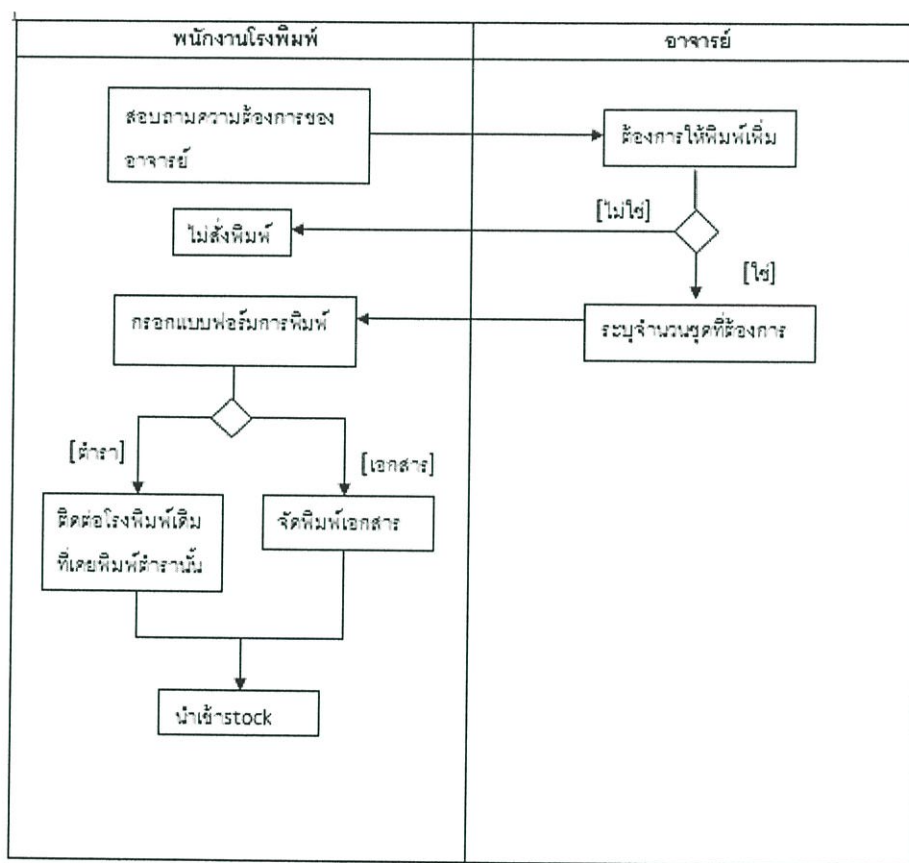 พนักงานโรงพิมพ์
อาจารย์
สอบถามความต้องการของ
อาจารย์
ต้องการให้พิมพ์เพิ่ม
[ไม่ใช่]
ไม่สั่งพิมพ์
[ใช่]
กรอกแบบฟอร์มการพิมพ์
ระบุจำนวนชุดที่ต้องการ
[ตำรา]
[เอกสาร]
ติดต่อโรงพิมพ์เดิม
ที่เคยพิมพ์ตำรานั้น
จัดพิมพ์เอกสาร
นำเข้าstock